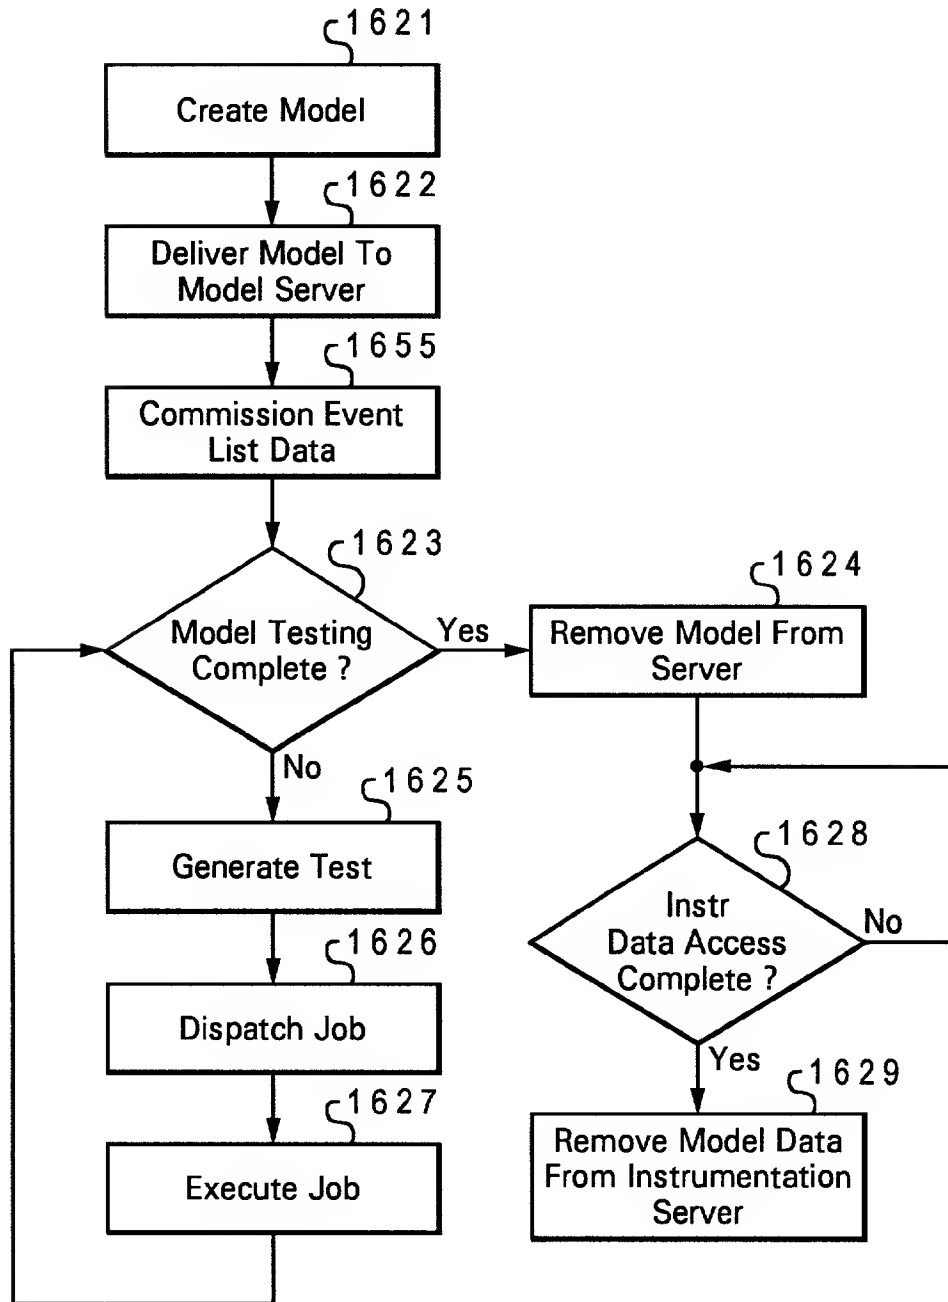 1621
Create Model
1622
Deliver Model To
Model Server
1655
Commission Event
List Data
1623
Model Testing
Complete ?
Yes
No
1624
Remove Model From
Server
1625
Generate Test
1626
Dispatch Job
1627
Execute Job
1628
Instr
Data Access
Complete ?
No
Yes
1629
Remove Model Data
From Instrumentation
Server